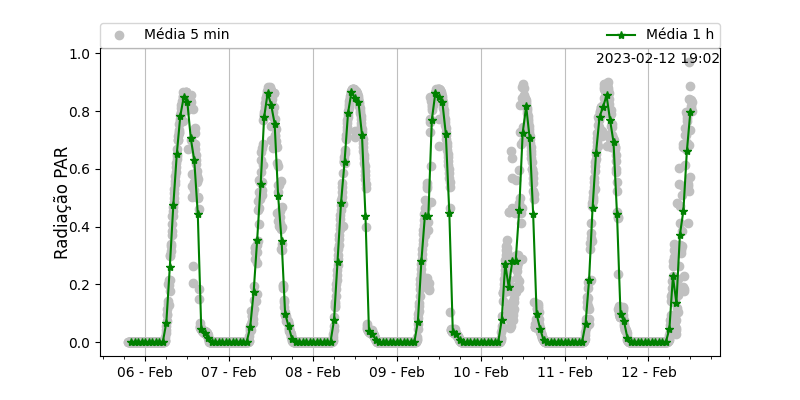 Média 5 min
Média 1 h
2023-02-12 19:02
1.0
0.8
0.6
0.4
0.2
0.0
Radiação PAR
06 - Feb
07 - Feb
08 - Feb
09 - Feb
10 - Feb
11 - Feb
12 - Feb